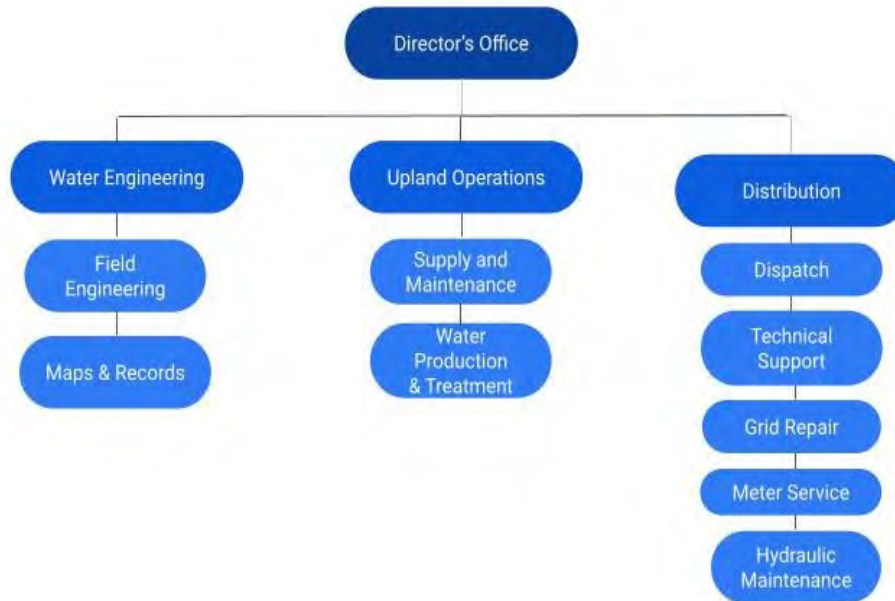 Director's Office
Water Engineering
Field
Engineering
Maps & Records
Upland Operations
Supply and
Maintenance
Water
Production
& Treatment
Distribution
Dispatch
Technical
Support
Grid Repair
Meter Service
Hydraulic
Maintenance